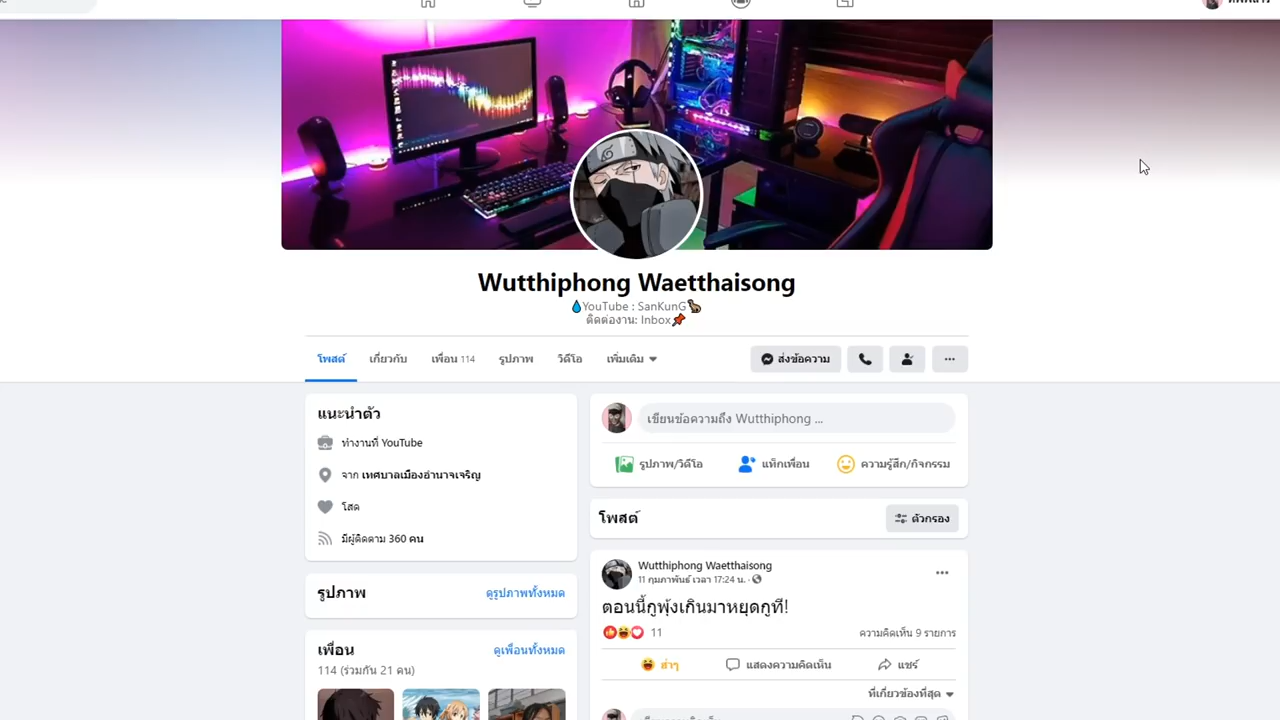 Wutthiphong Waetthaisong
💧YouTube : SanKunG🦕
ติดต่องาน: Inbox📌
โพสต์ เกี่ยวกับ เพื่อน 114 รูปภาพ วิดีโอ เพิ่มเติม
ส่งข้อความ
แนะนำตัว
ทำงานที่ YouTube
จาก เทศบาลเมืองอำนาจเจริญ
โสด
มีผู้ติดตาม 360 คน
รูปภาพ ดูรูปภาพทั้งหมด
เพื่อน ดูเพื่อนทั้งหมด
114 (ร่วมกัน 21 คน)
เขียนข้อความถึง Wutthiphong ...
รูปภาพ/วิดีโอ แท็กเพื่อน ความรู้สึก/กิจกรรม
โพสต์ ตัวกรอง
Wutthiphong Waetthaisong
11 กุมภาพันธ์ เวลา 17:24 น. ·
ตอนนี้กูพุ้งเกินมาหยุดกูที!
11 ความคิดเห็น 9 รายการ
ฮ่าๆ แสดงความคิดเห็น แชร์
ที่เกี่ยวข้องที่สุด